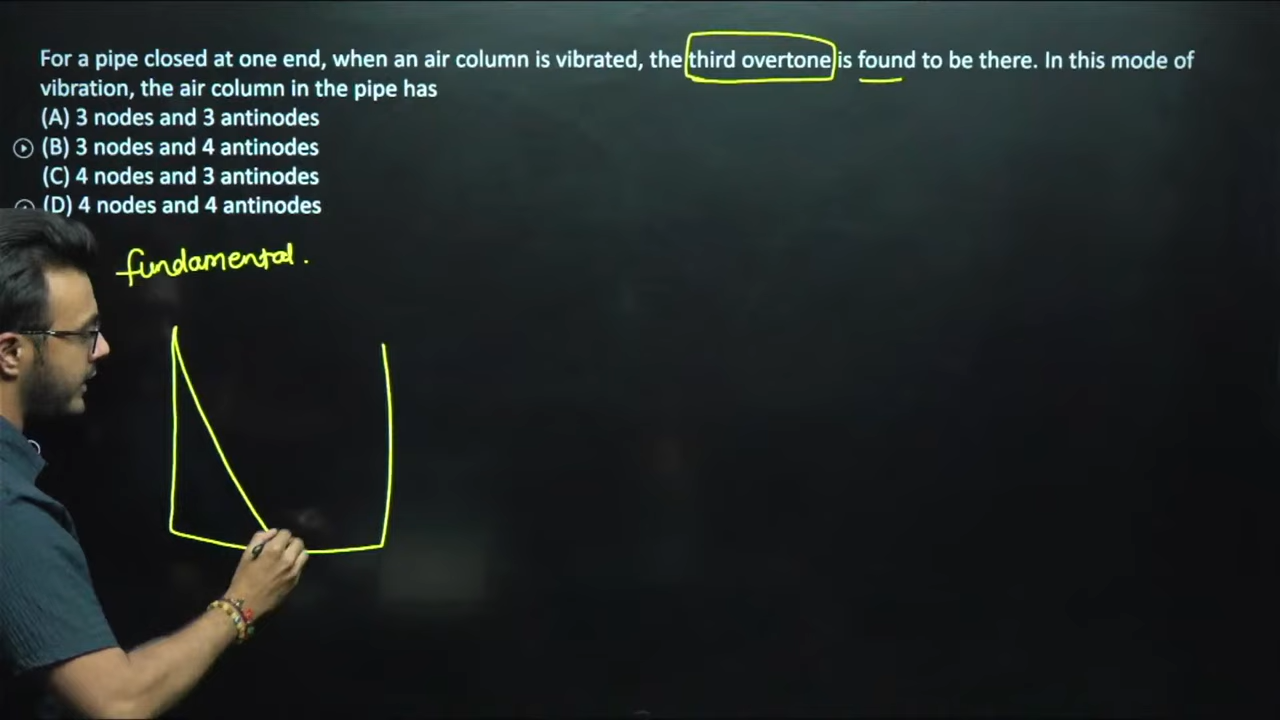 For a pipe closed at one end, when an air column is vibrated, the third overtone is found to be there. In this mode of
vibration, the air column in the pipe has
(A) 3 nodes and 3 antinodes
(B) 3 nodes and 4 antinodes
(C) 4 nodes and 3 antinodes
(D) 4 nodes and 4 antinodes
fundamental.